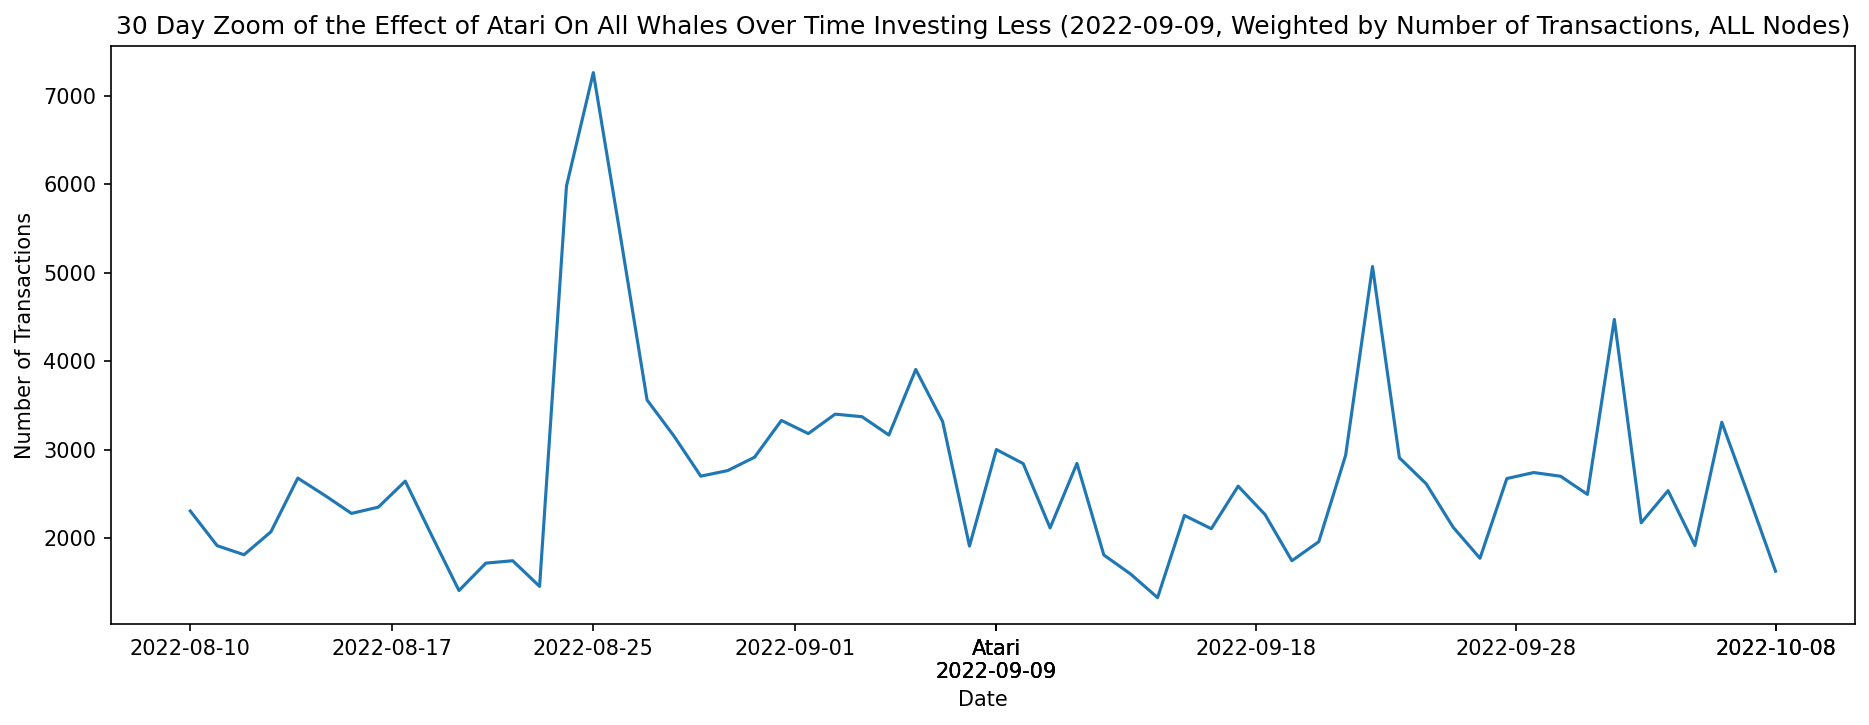 30 Day Zoom of the Effect of Atari On All Whales Over Time Investing Less (2022-09-09, Weighted by Number of Transactions, ALL Nodes)
7000
6000
5000
4000
3000
2000
Number of Transactions
2022-08-10 2022-08-17 2022-08-25 2022-09-01 Atari 2022-09-18 2022-09-28 2022-10-08
2022-09-09
Date